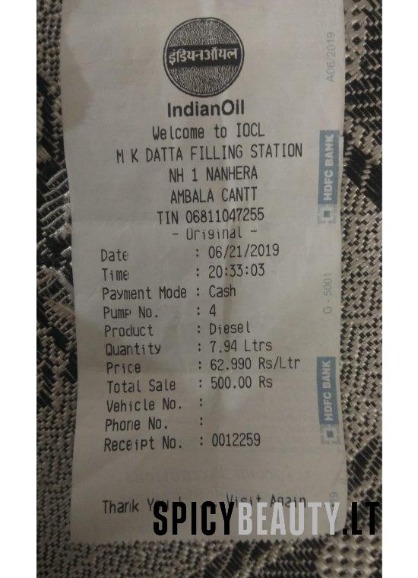 इंडियनऑयल
IndianOil
Welcome to IOCL
M K DATTA FILLING STATION
NH 1 NANHERA
AMBALA CANTT
TIN 06811047255
- Original -
Date : 06/21/2019
Time : 20:33:03
Payment Mode : Cash
Pump No. : 4
Product : Diesel
Quantity : 7.94 Ltrs
Price : 62.990 Rs/Ltr
Total Sale : 500.00 Rs
Vehicle No. :
Phone No. :
Receipt No. : 0012259
Thank Visit Again
A06/2019
HDFC BANK
G - 5001
HDFC BANK
SPICYBEAUTY.LT